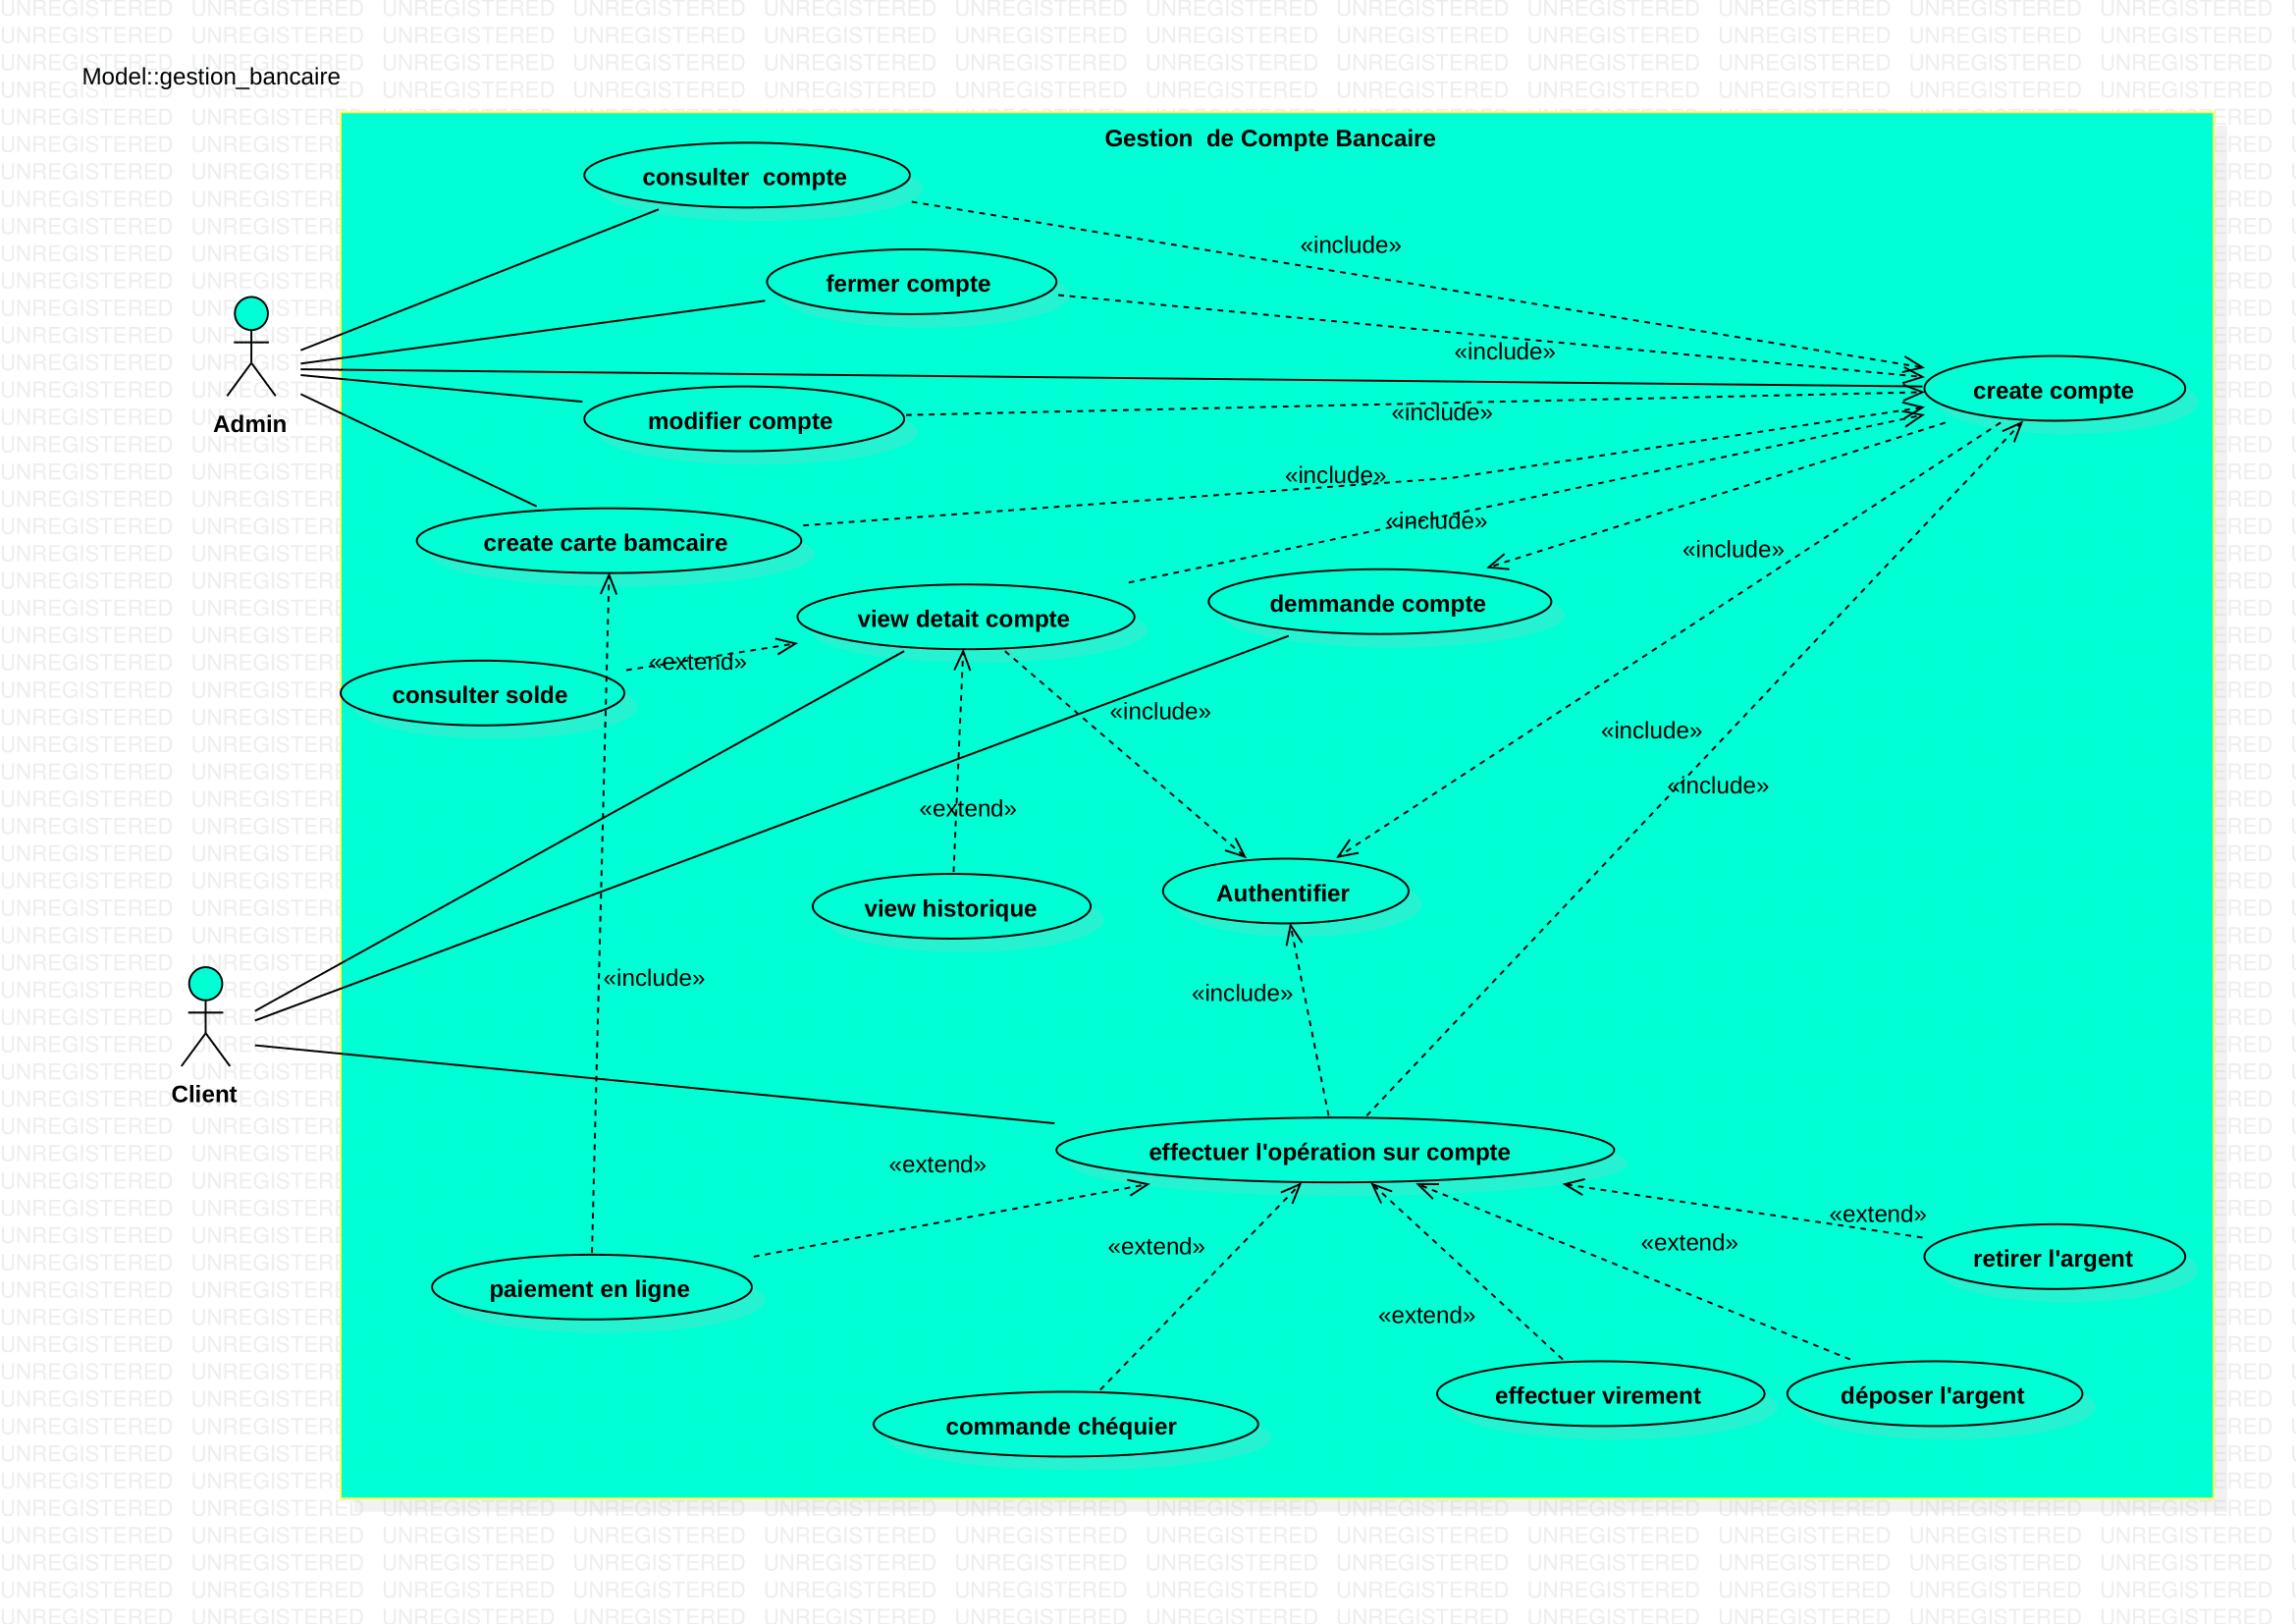 Model::gestion_bancaire
Gestion  de Compte Bancaire
consulter  compte
«include»
fermer compte
«include»
create compte
modifier compte
«include»
Admin
«include»
create carte bamcaire
«include»
«include»
demmande compte
view detait compte
«extend»
consulter solde
«include»
«include»
«include»
«extend»
Authentifier
view historique
«include»
«include»
Client
effectuer l'opération sur compte
«extend»
«extend»
«extend»
«extend»
retirer l'argent
paiement en ligne
«extend»
effectuer virement
déposer l'argent
commande chéquier